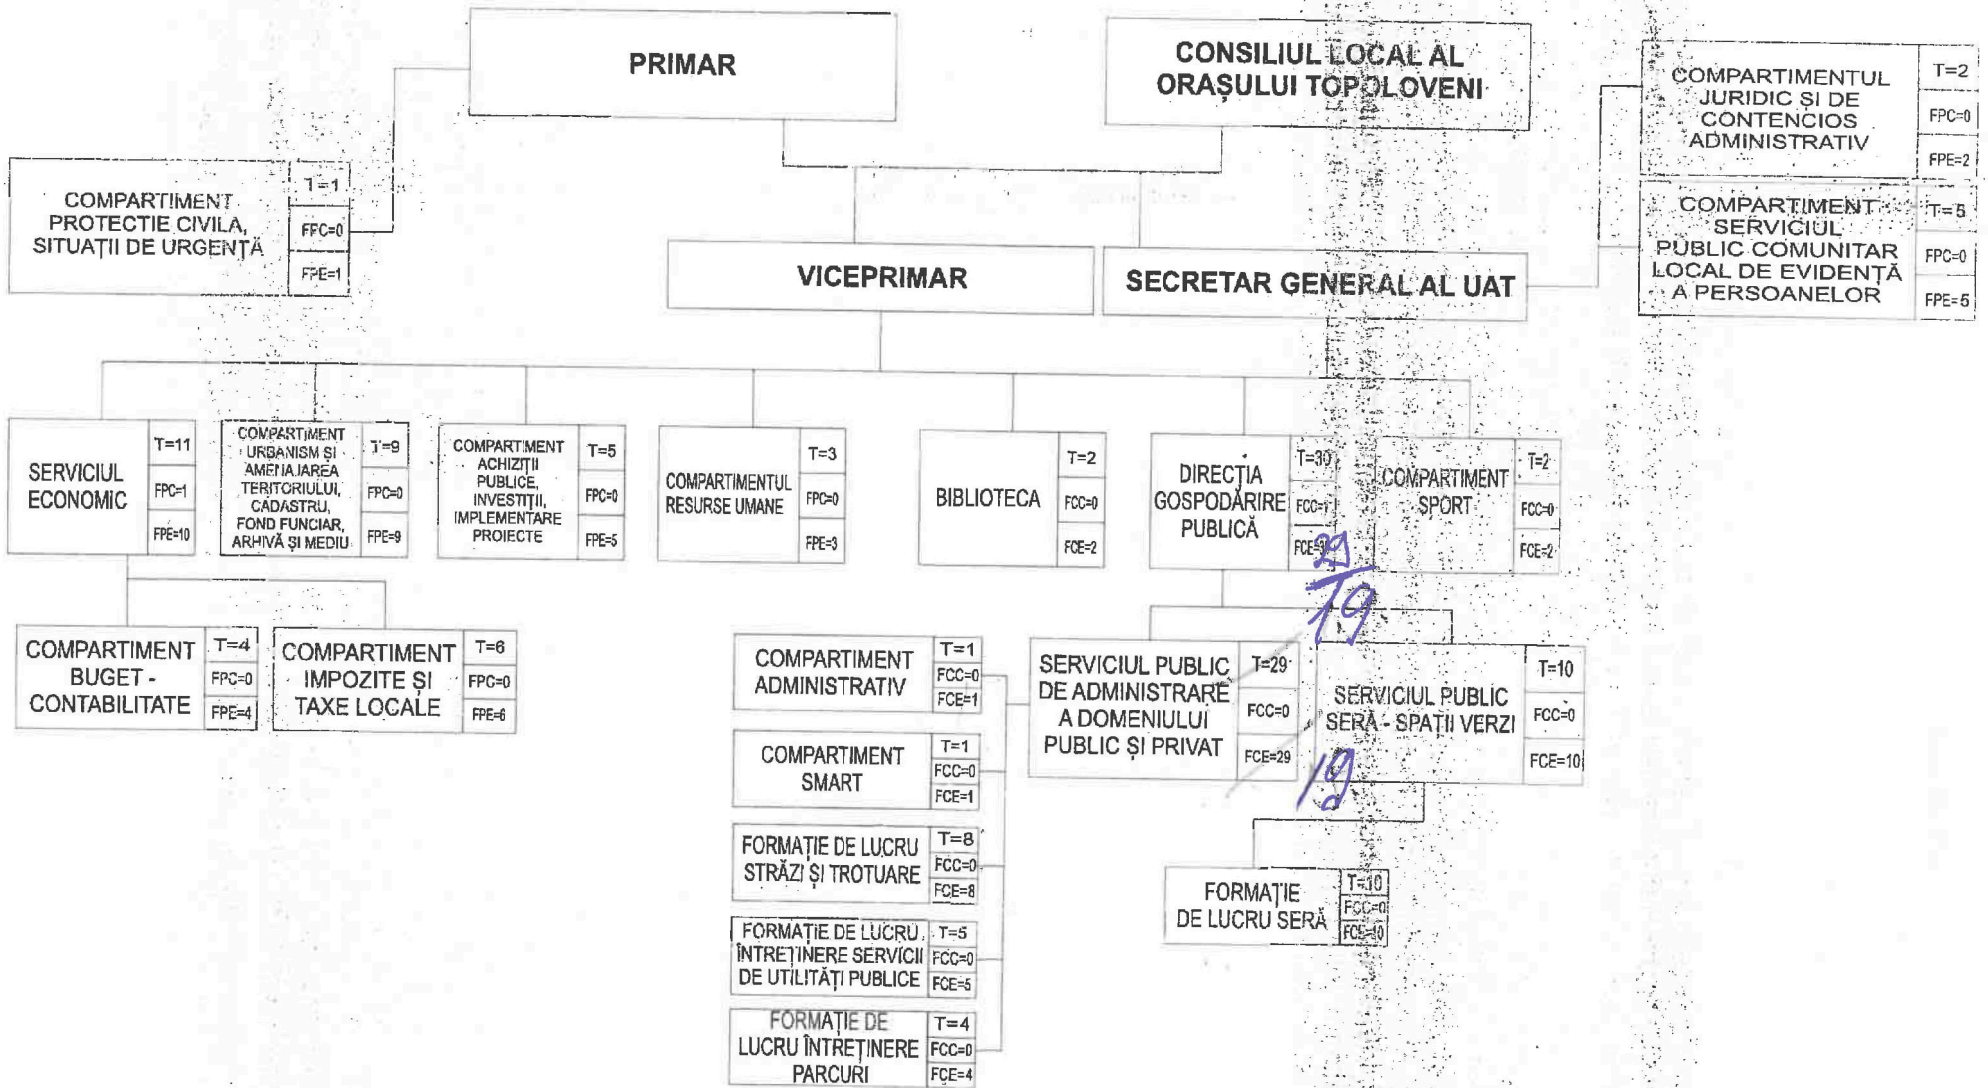 PRIMAR
CONSILIUL LOCAL AL
ORAȘULUI TOPOLOVENI
COMPARTIMENTUL
JURIDIC ȘI DE
CONTENCIOS
ADMINISTRATIV
T=2
FPC=0
FPE=2
COMPARTIMENT
PROTECTIE CIVILA,
SITUAȚII DE URGENȚĂ
T=1
FPC=0
FPE=1
COMPARTIMENT
SERVICIUL
PUBLIC COMUNITAR
LOCAL DE EVIDENȚĂ
A PERSOANELOR
T=5
FPC=0
FPE=5
VICEPRIMAR
SECRETAR GENERAL AL UAT
SERVICIUL
ECONOMIC
T=11
FPC=1
FPE=10
COMPARTIMENT
URBANISM ȘI
AMENAJAREA
TERITORIULUI,
CADASTRU,
FOND FUNCIAR,
ARHIVĂ ȘI MEDIU
T=9
FPC=0
FPE=9
COMPARTIMENT
ACHIZIȚII
PUBLICE,
INVESTIȚII,
IMPLEMENTARE
PROIECTE
T=5
FPC=0
FPE=5
COMPARTIMENTUL
RESURSE UMANE
T=3
FPC=0
FPE=3
BIBLIOTECA
T=2
FCC=0
FCE=2
DIRECȚIA
GOSPODĂRIRE
PUBLICĂ
T=30
FCC=1
FCE=
29
19
COMPARTIMENT
SPORT
T=2
FCC=0
FCE=2
COMPARTIMENT
BUGET -
CONTABILITATE
T=4
FPC=0
FPE=4
COMPARTIMENT
IMPOZITE ȘI
TAXE LOCALE
T=6
FPC=0
FPE=6
COMPARTIMENT
ADMINISTRATIV
T=1
FCC=0
FCE=1
SERVICIUL PUBLIC
DE ADMINISTRARE
A DOMENIULUI
PUBLIC ȘI PRIVAT
T=29
FCC=0
FCE=29
19
SERVICIUL PUBLIC
SERĂ - SPAȚII VERZI
T=10
FCC=0
FCE=10
COMPARTIMENT
SMART
T=1
FCC=0
FCE=1
FORMAȚIE DE LUCRU
STRĂZI ȘI TROTUARE
T=8
FCC=0
FCE=8
FORMAȚIE
DE LUCRU SERĂ
T=10
FCC=0
FCE=10
FORMAȚIE DE LUCRU
ÎNTREȚINERE SERVICII
DE UTILITĂȚI PUBLICE
T=5
FCC=0
FCE=5
FORMAȚIE DE
LUCRU ÎNTREȚINERE
PARCURI
T=4
FCC=0
FCE=4